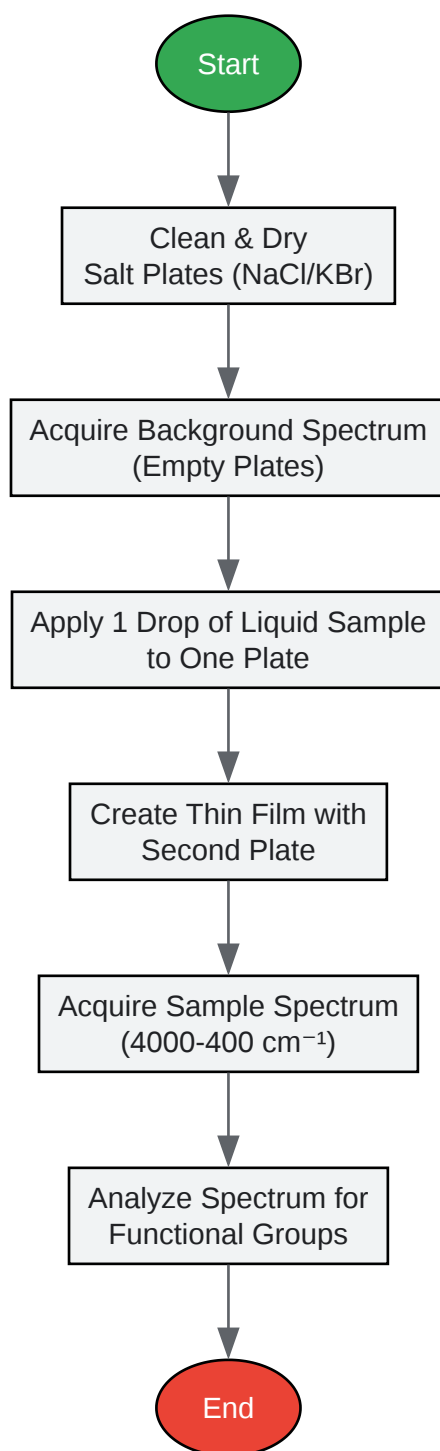 Start
Clean & Dry
Salt Plates (NaCl/KBr)
Acquire Background Spectrum
(Empty Plates)
Apply 1 Drop of Liquid Sample
to One Plate
Create Thin Film with
Second Plate
Acquire Sample Spectrum
(4000-400 cm⁻¹)
Analyze Spectrum for
Functional Groups
End